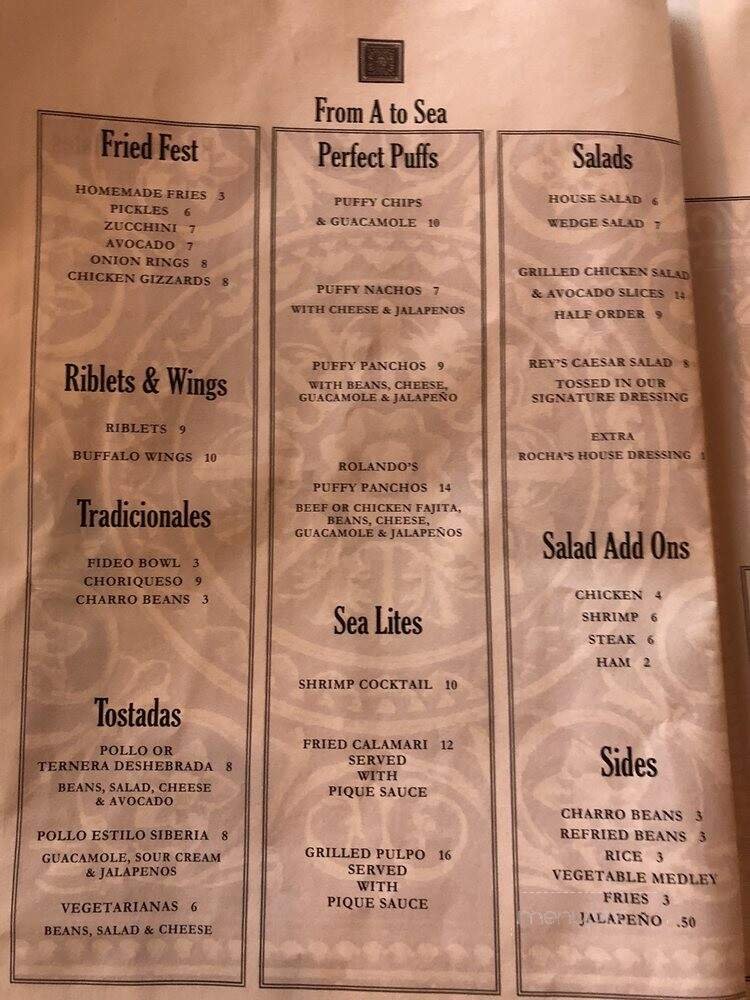 From A to Sea
Fried Fest
HOMEMADE FRIES 3
PICKLES 6
ZUCCHINI 7
AVOCADO 7
ONION RINGS 8
CHICKEN GIZZARDS 8
Riblets & Wings
RIBLETS 9
BUFFALO WINGS 10
Tradicionales
FIDEO BOWL 3
CHORIQUESO 9
CHARRO BEANS 3
Tostadas
POLLO OR
TERNERA DESHEBRADA 8
BEANS, SALAD, CHEESE
& AVOCADO
POLLO ESTILO SIBERIA 8
GUACAMOLE, SOUR CREAM
& JALAPENOS
VEGETARIANAS 6
BEANS, SALAD & CHEESE
Perfect Puffs
PUFFY CHIPS
& GUACAMOLE 10
PUFFY NACHOS 7
WITH CHEESE & JALAPENOS
PUFFY PANCHOS 9
WITH BEANS, CHEESE,
GUACAMOLE & JALAPEÑO
ROLANDO'S
PUFFY PANCHOS 14
BEEF OR CHICKEN FAJITA,
BEANS, CHEESE,
GUACAMOLE & JALAPEÑOS
Sea Lites
SHRIMP COCKTAIL 10
FRIED CALAMARI 12
SERVED
WITH
PIQUE SAUCE
GRILLED PULPO 16
SERVED
WITH
PIQUE SAUCE
Salads
HOUSE SALAD 6
WEDGE SALAD 7
GRILLED CHICKEN SALAD
& AVOCADO SLICES 14
HALF ORDER 9
REY'S CAESAR SALAD 8
TOSSED IN OUR
SIGNATURE DRESSING
EXTRA
ROCHA'S HOUSE DRESSING 1
Salad Add Ons
CHICKEN 4
SHRIMP 6
STEAK 6
HAM 2
Sides
CHARRO BEANS 3
REFRIED BEANS 3
RICE 3
VEGETABLE MEDLEY
FRIES 3
JALAPEÑO .50